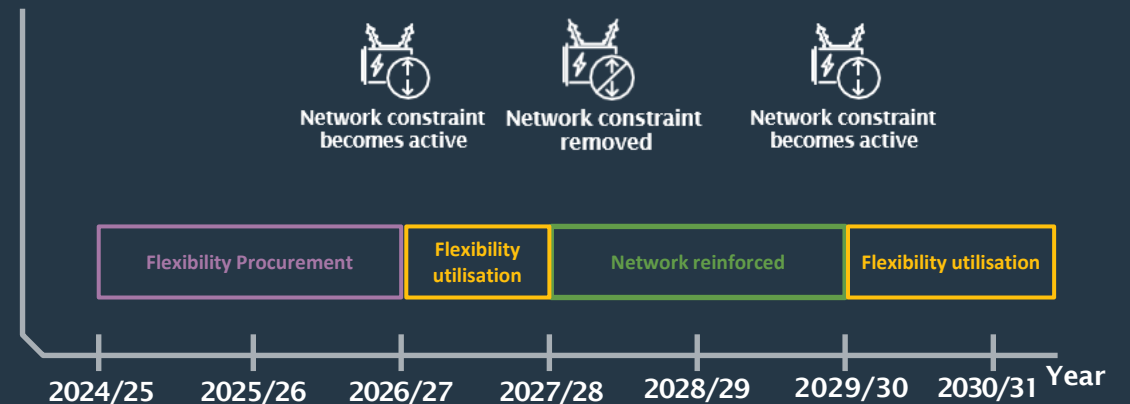 Network constraint
becomes active
Network constraint
removed
Network constraint
becomes active
Flexibility Procurement
Flexibility
utilisation
Network reinforced
Flexibility utilisation
2024/25 2025/26 2026/27 2027/28 2028/29 2029/30 2030/31 Year